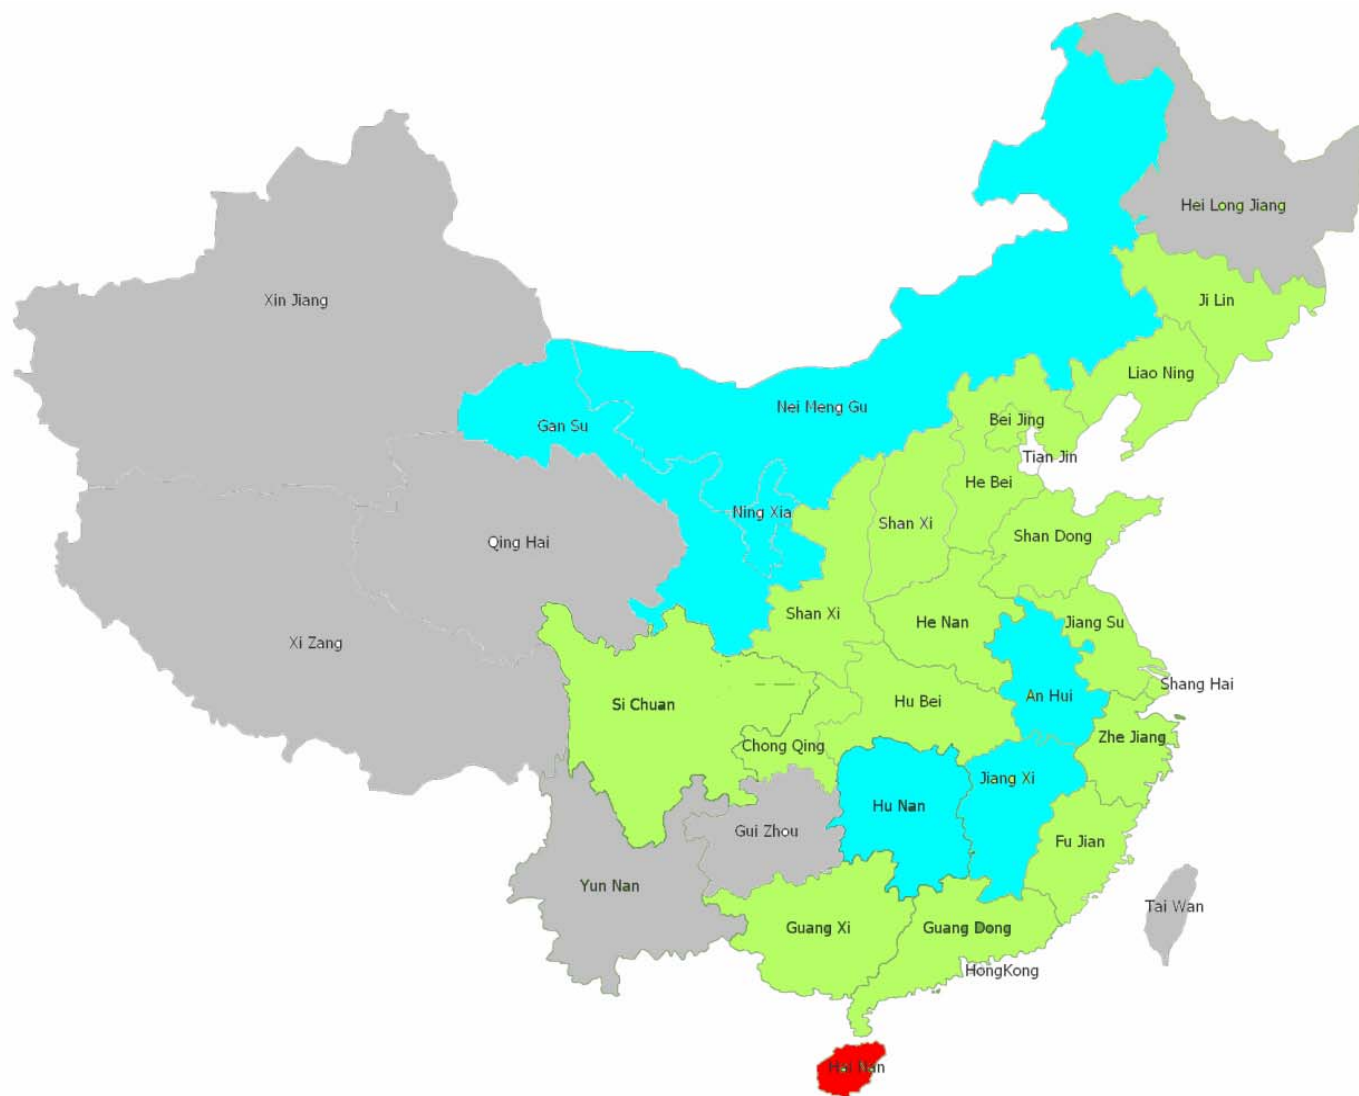 Hei Long Jiang
Xin Jiang
Ji Lin
Liao Ning
Nei Meng Gu
Bei Jing
Gan Su
Tian Jin
He Bei
Ning Xia
Shan Xi
Shan Dong
Qing Hai
Shan Xi
He Nan
Jiang Su
Xi Zang
Shang Hai
An Hui
Si Chuan
Hu Bei
Zhe Jiang
Chong Qing
Jiang Xi
Hu Nan
Gui Zhou
Fu Jian
Yun Nan
Tai Wan
Guang Xi
Guang Dong
HongKong
Hai Nan